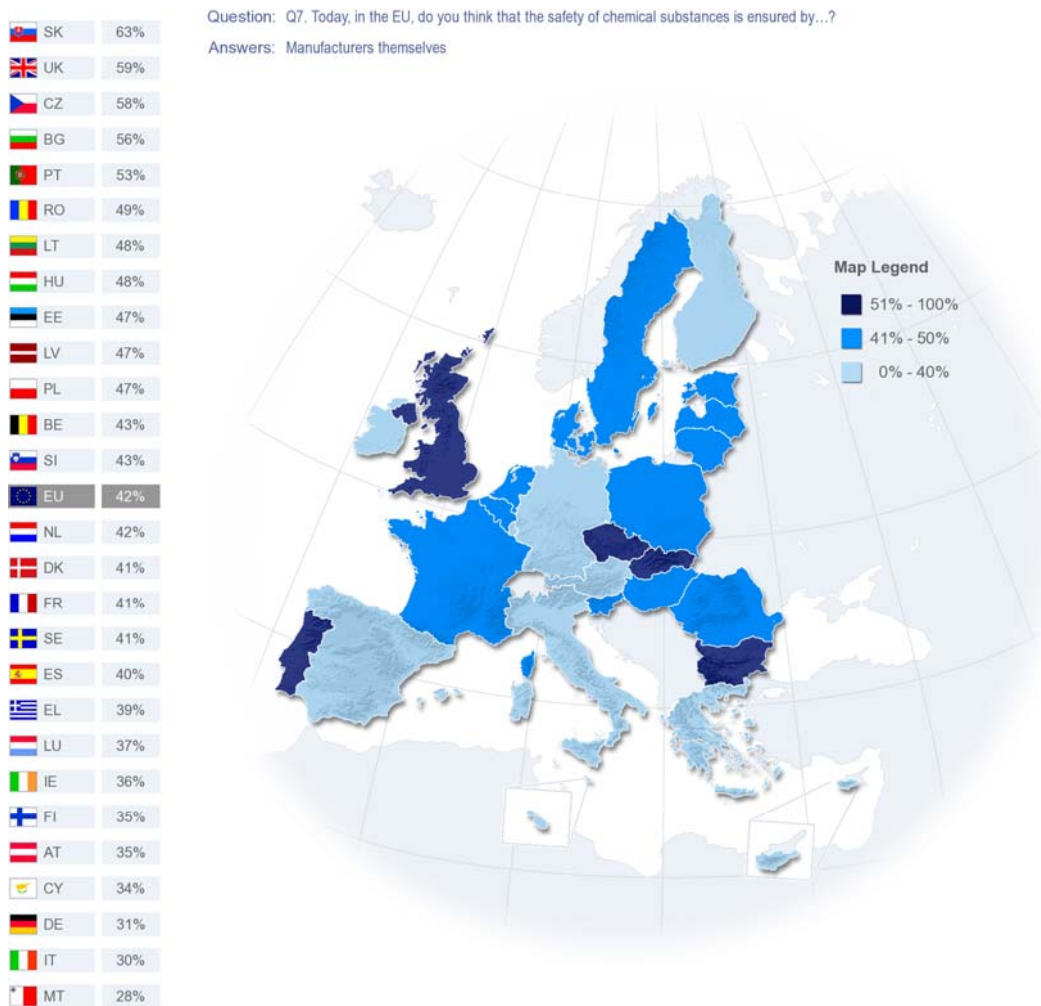 Question: Q7. Today, in the EU, do you think that the safety of chemical substances is ensured by…?
Answers: Manufacturers themselves
SK 63%
UK 59%
CZ 58%
BG 56%
PT 53%
RO 49%
LT 48%
HU 48%
EE 47%
LV 47%
PL 47%
BE 43%
SI 43%
EU 42%
NL 42%
DK 41%
FR 41%
SE 41%
ES 40%
EL 39%
LU 37%
IE 36%
FI 35%
AT 35%
CY 34%
DE 31%
IT 30%
MT 28%
Map Legend
51% - 100%
41% - 50%
0% - 40%